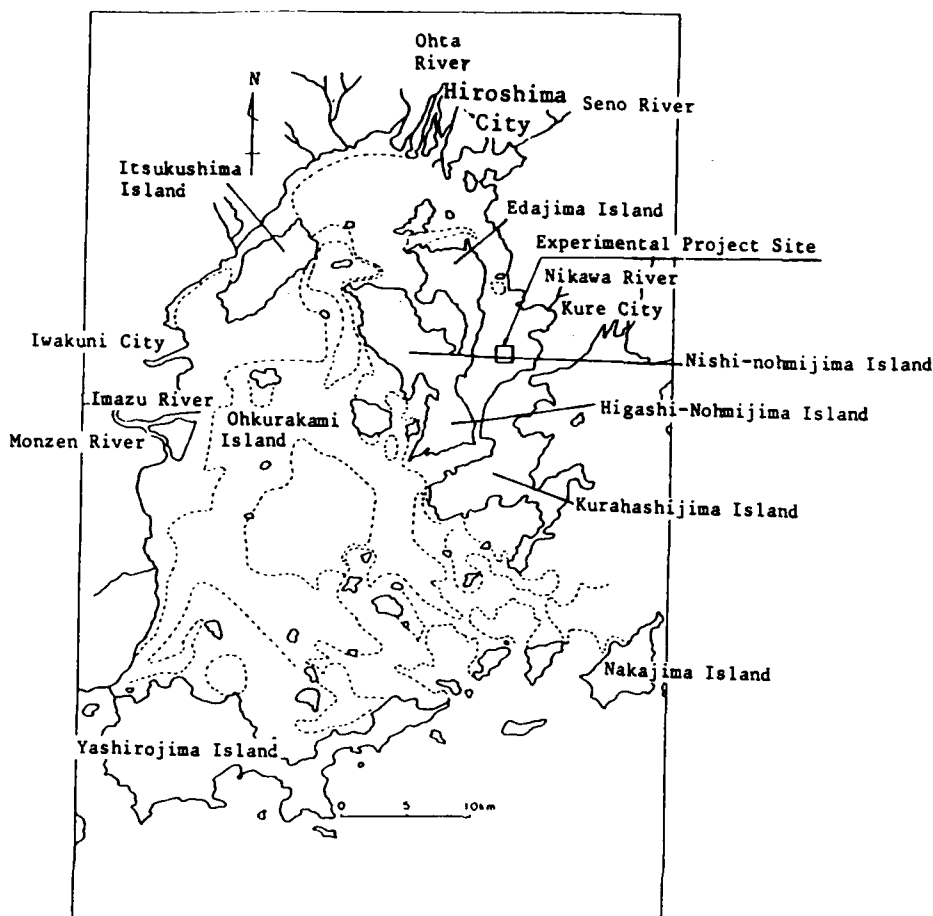 Ohta
River
N
Hiroshima
City
Seno River
Itsukushima
Island
Edajima Island
Experimental Project Site
Nikawa River
Kure City
Iwakuni City
Nishi-nohmijima Island
Imazu River
Ohkurakami
Island
Higashi-Nohmijima Island
Monzen River
Kurahashijima Island
Nakajima Island
Yashirojima Island
0 5 10km